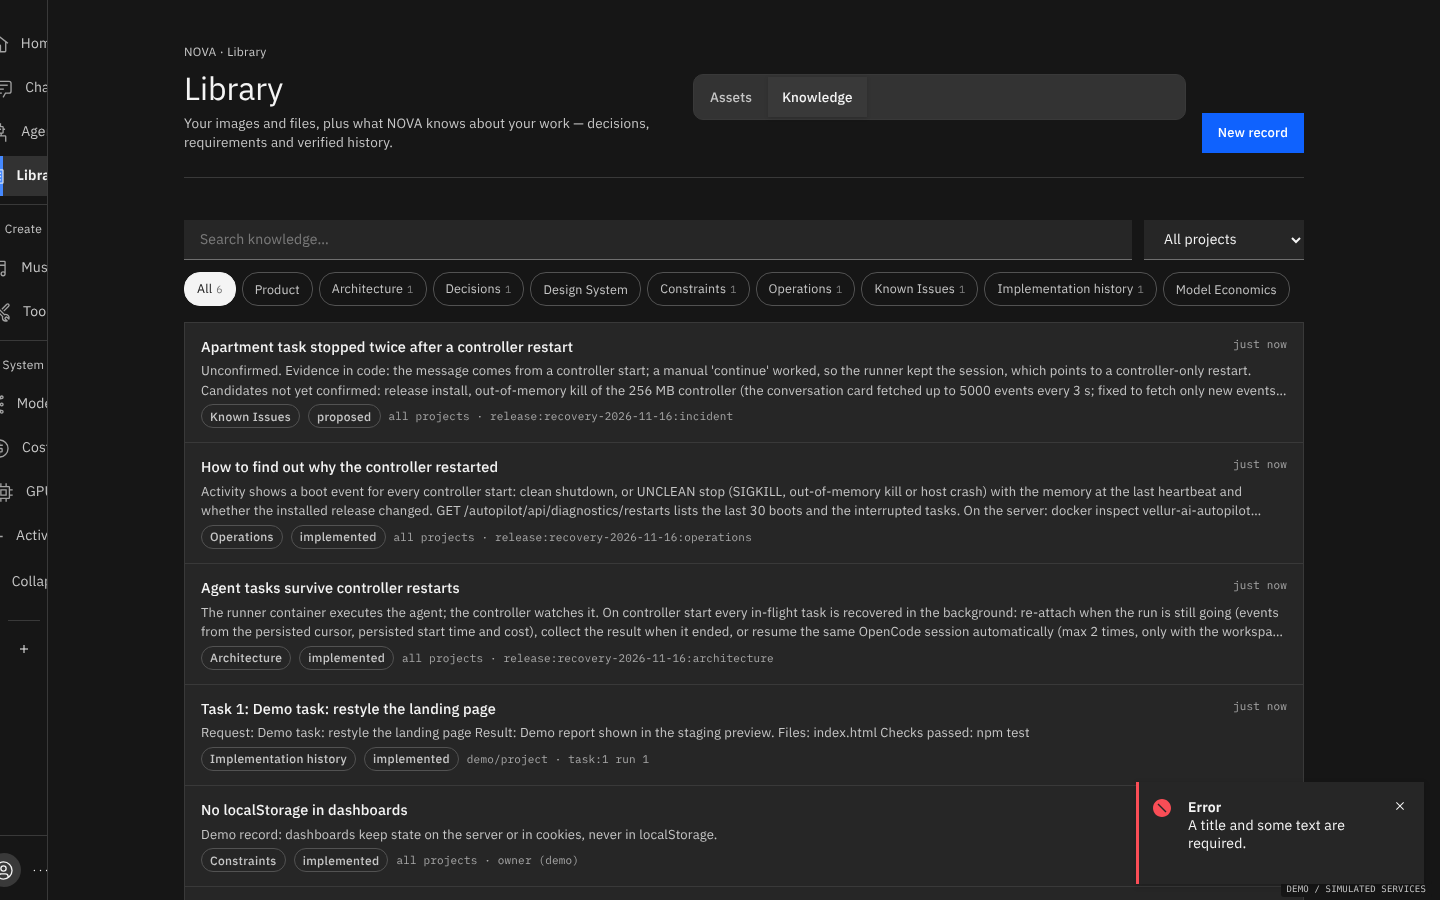 Hom
Cha
Age
Libra
Create
Mus
Too
System
Mode
Cos
GPU
Activ
Collap
+
...
NOVA · Library
Library
Your images and files, plus what NOVA knows about your work — decisions,
requirements and verified history.
Assets Knowledge
New record
Search knowledge...
All projects
All 6 Product Architecture 1 Decisions 1 Design System Constraints 1 Operations 1 Known Issues 1 Implementation history 1 Model Economics
Apartment task stopped twice after a controller restart just now
Unconfirmed. Evidence in code: the message comes from a controller start; a manual 'continue' worked, so the runner kept the session, which points to a controller-only restart.
Candidates not yet confirmed: release install, out-of-memory kill of the 256 MB controller (the conversation card fetched up to 5000 events every 3 s; fixed to fetch only new events...
Known Issues proposed all projects · release:recovery-2026-11-16:incident
How to find out why the controller restarted just now
Activity shows a boot event for every controller start: clean shutdown, or UNCLEAN stop (SIGKILL, out-of-memory kill or host crash) with the memory at the last heartbeat and
whether the installed release changed. GET /autopilot/api/diagnostics/restarts lists the last 30 boots and the interrupted tasks. On the server: docker inspect vellur-ai-autopilot...
Operations implemented all projects · release:recovery-2026-11-16:operations
Agent tasks survive controller restarts just now
The runner container executes the agent; the controller watches it. On controller start every in-flight task is recovered in the background: re-attach when the run is still going (events
from the persisted cursor, persisted start time and cost), collect the result when it ended, or resume the same OpenCode session automatically (max 2 times, only with the workspa...
Architecture implemented all projects · release:recovery-2026-11-16:architecture
Task 1: Demo task: restyle the landing page just now
Request: Demo task: restyle the landing page Result: Demo report shown in the staging preview. Files: index.html Checks passed: npm test
Implementation history implemented demo/project · task:1 run 1
No localStorage in dashboards
Demo record: dashboards keep state on the server or in cookies, never in localStorage.
Constraints implemented all projects · owner (demo)
Error
A title and some text are
required.
DEMO / SIMULATED SERVICES